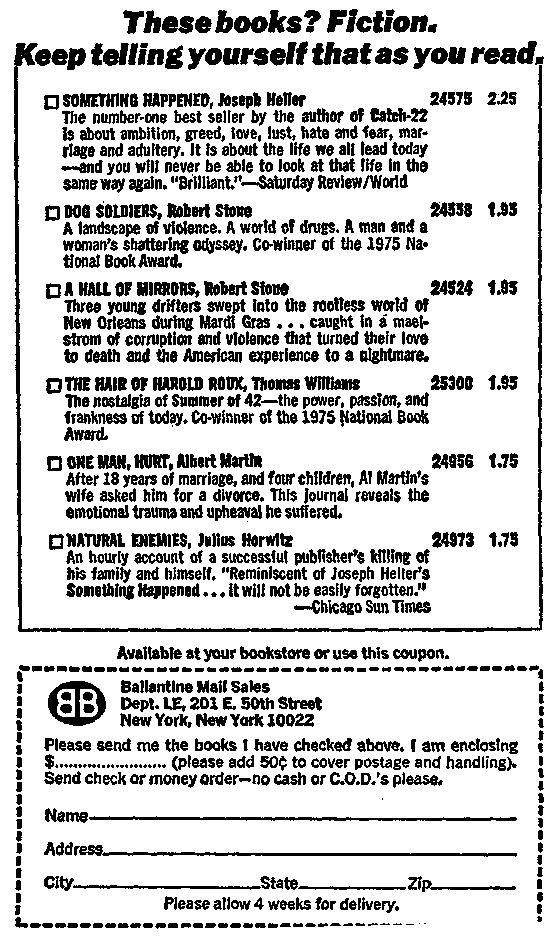 These books? Fiction.
Keep telling yourself that as you read.
☐ SOMETHING HAPPENED, Joseph Heller 24575 2.25
The number-one best seller by the author of Catch-22
is about ambition, greed, love, lust, hate and fear, mar-
riage and adultery. It is about the life we all lead today
—and you will never be able to look at that life in the
same way again. "Brilliant."—Saturday Review/World
☐ DOG SOLDIERS, Robert Stone 24558 1.95
A landscape of violence. A world of drugs. A man and a
woman's shattering odyssey. Co-winner of the 1975 Na-
tional Book Award.
☐ A HALL OF MIRRORS, Robert Stone 24524 1.95
Three young drifters swept into the rootless world of
New Orleans during Mardi Gras . . . caught in a mael-
strom of corruption and violence that turned their love
to death and the American experience to a nightmare.
☐ THE HAIR OF HAROLD ROUX, Thomas Williams 25300 1.95
The nostalgia of Summer of 42—the power, passion, and
frankness of today. Co-winner of the 1975 National Book
Award.
☐ ONE MAN, HURT, Albert Martin 24956 1.75
After 18 years of marriage, and four children, Al Martin's
wife asked him for a divorce. This journal reveals the
emotional trauma and upheaval he suffered.
☐ NATURAL ENEMIES, Julius Horwitz 24973 1.75
An hourly account of a successful publisher's killing of
his family and himself. "Reminiscent of Joseph Heller's
Something Happened . . . it will not be easily forgotten."
—Chicago Sun Times
Available at your bookstore or use this coupon.
BB
Ballantine Mail Sales
Dept. LE, 201 E. 50th Street
New York, New York 10022
Please send me the books I have checked above. I am enclosing
$........................ (please add 50¢ to cover postage and handling).
Send check or money order—no cash or C.O.D.'s please.
Name
Address
City State Zip
Please allow 4 weeks for delivery.